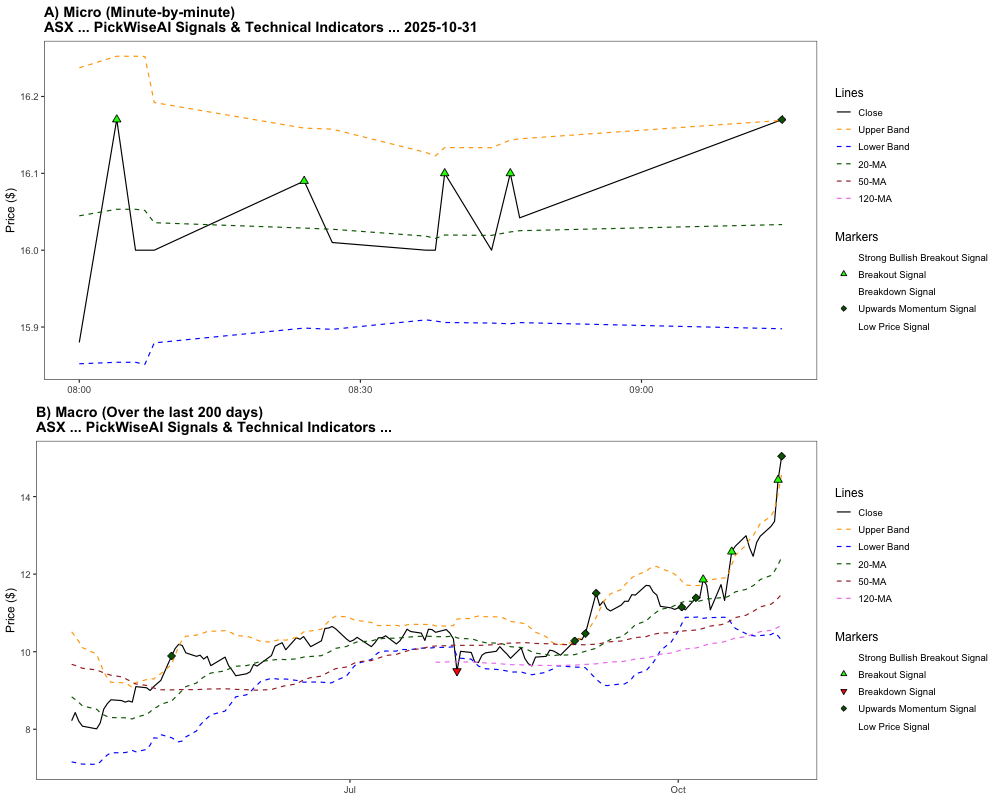 A) Micro (Minute-by-minute)
ASX ... PickWiseAI Signals & Technical Indicators ... 2025-10-31
Price ($)
16.2
16.1
16.0
15.9
08:00
08:30
09:00
Lines
Close
Upper Band
Lower Band
20-MA
50-MA
120-MA
Markers
Strong Bullish Breakout Signal
Breakout Signal
Breakdown Signal
Upwards Momentum Signal
Low Price Signal
B) Macro (Over the last 200 days)
ASX ... PickWiseAI Signals & Technical Indicators ...
Price ($)
14
12
10
8
Jul
Oct
Lines
Close
Upper Band
Lower Band
20-MA
50-MA
120-MA
Markers
Strong Bullish Breakout Signal
Breakout Signal
Breakdown Signal
Upwards Momentum Signal
Low Price Signal